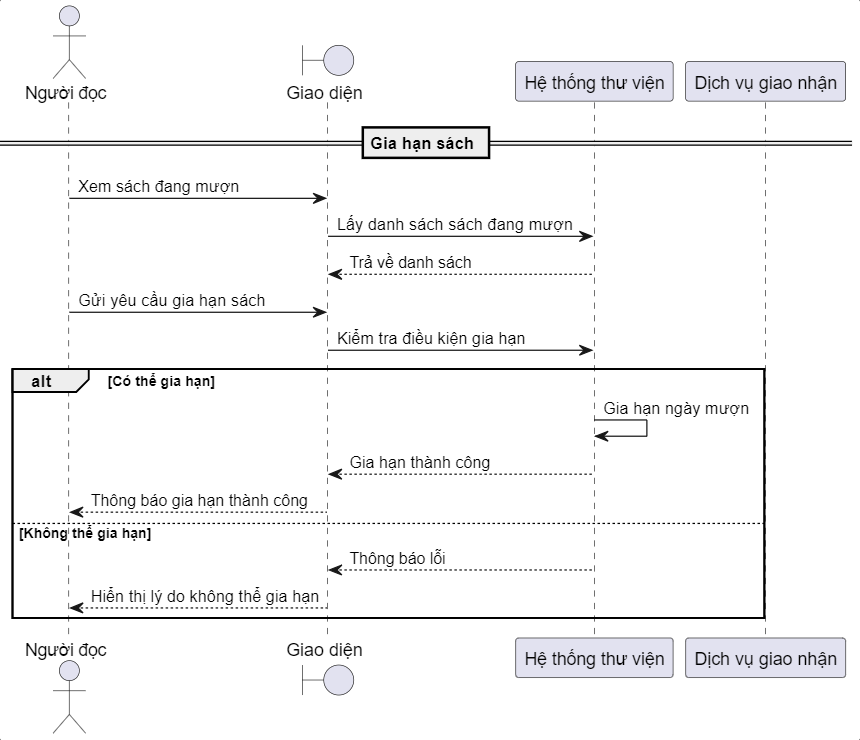 Người đọc
Giao diện
Hệ thống thư viện
Dịch vụ giao nhận
Gia hạn sách
Xem sách đang mượn
Lấy danh sách sách đang mượn
Trả về danh sách
Gửi yêu cầu gia hạn sách
Kiểm tra điều kiện gia hạn
alt
[Có thể gia hạn]
Gia hạn ngày mượn
Gia hạn thành công
Thông báo gia hạn thành công
[Không thể gia hạn]
Thông báo lỗi
Hiển thị lý do không thể gia hạn
Người đọc
Giao diện
Hệ thống thư viện
Dịch vụ giao nhận